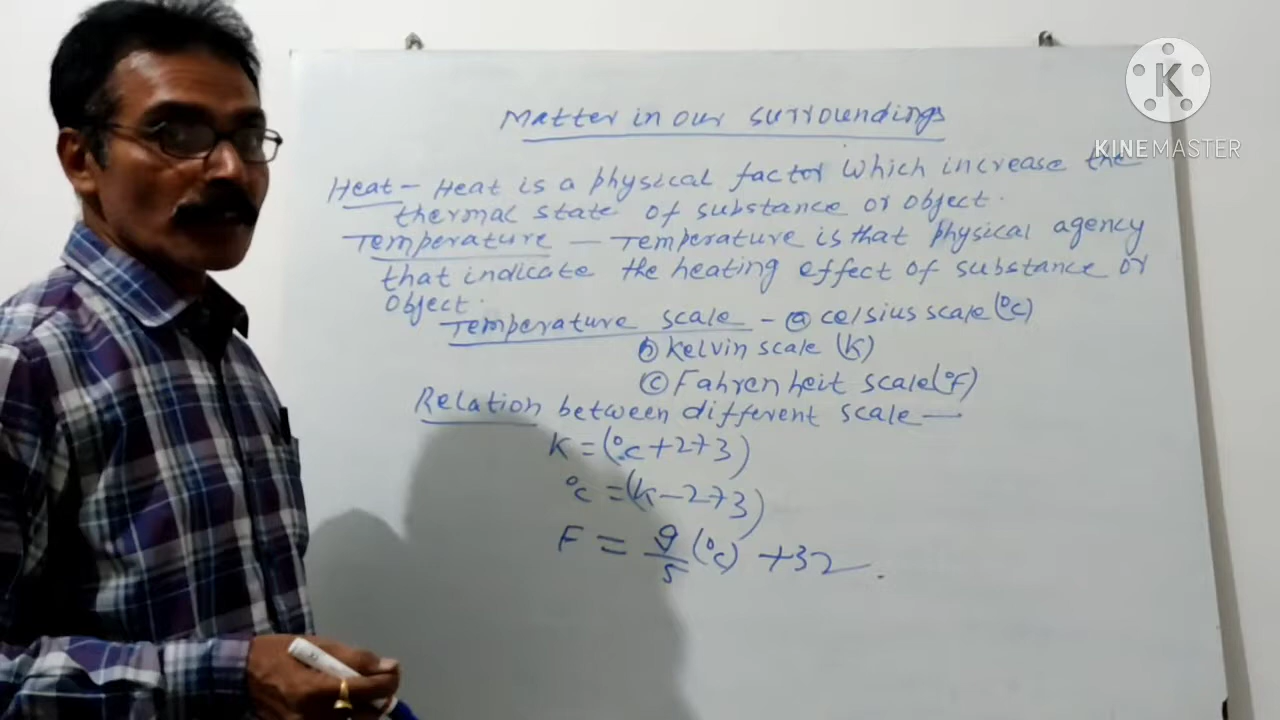 K
KINEMASTER
Matter in our surroundings
Heat – Heat is a physical factor which increase the
thermal state of substance or object.
Temperature – Temperature is that physical agency
that indicate the heating effect of substance or
object.
Temperature scale - ⓐ celsius scale (°C)
ⓑ Kelvin scale (K)
ⓒ Fahrenheit scale (°F)
Relation between different scale —
K = (°C + 273)
°C = (K – 273)
F = 9/5 (°C) + 32